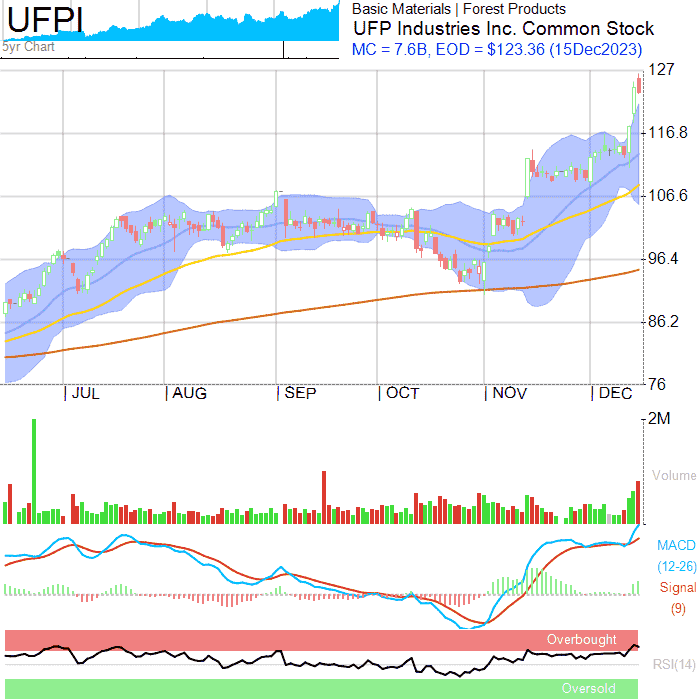 UFPI
5yr Chart
Basic Materials | Forest Products
UFP Industries Inc. Common Stock
MC = 7.6B, EOD = $123.36 (15Dec2023)
127
116.8
106.6
96.4
86.2
76
JUL
AUG
SEP
OCT
NOV
DEC
2M
Volume
MACD
(12-26)
Signal
(9)
Overbought
RSI(14)
Oversold